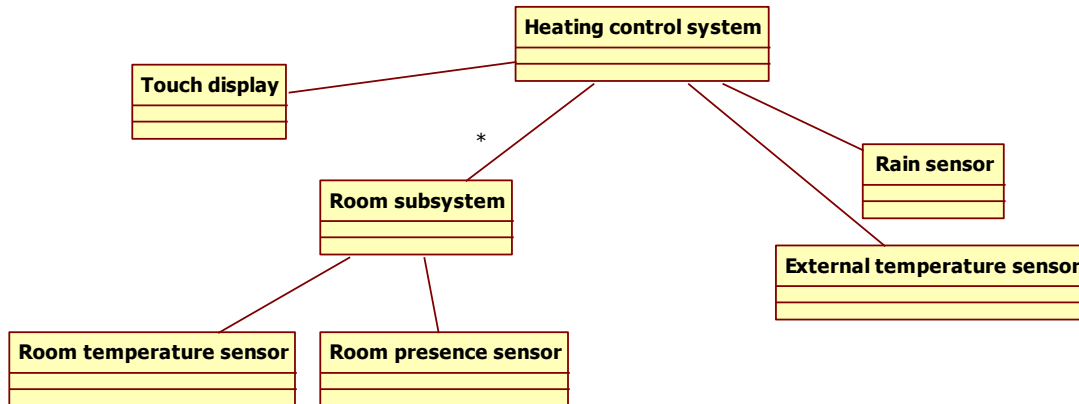 Heating control system
Touch display
*
Rain sensor
Room subsystem
External temperature sensor
Room temperature sensor
Room presence sensor